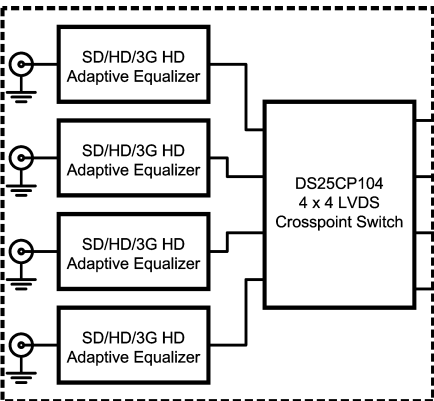 SD/HD/3G HD
Adaptive Equalizer
SD/HD/3G HD
Adaptive Equalizer
DS25CP104
4 x 4 LVDS
Crosspoint Switch
SD/HD/3G HD
Adaptive Equalizer
SD/HD/3G HD
Adaptive Equalizer